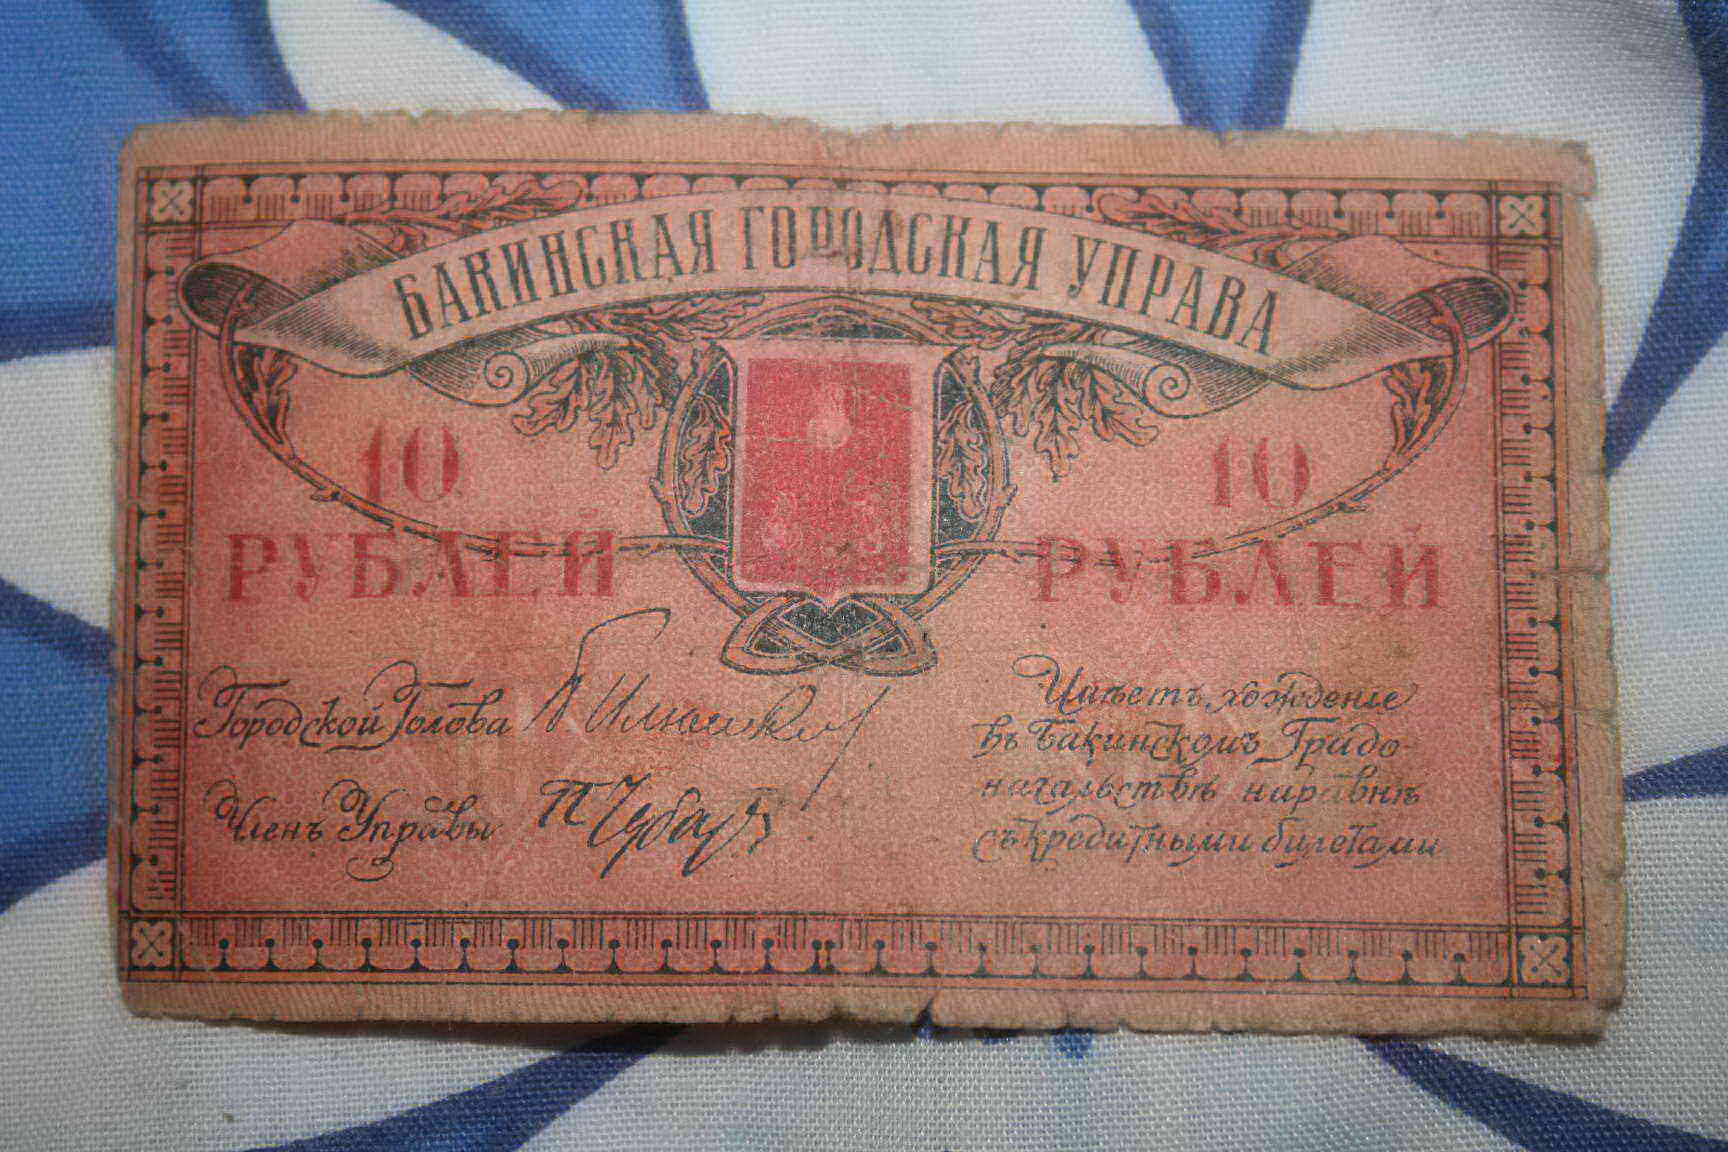 БАКИНСКАЯ ГОРОДСКАЯ УПРАВА
10 10
РУБЛЕЙ РУБЛЕЙ
Городской Голова
Членъ Управы
Имѣетъ хожденіе
въ Бакинскомъ Градо-
начальствѣ наравнѣ
съ кредитными билетами